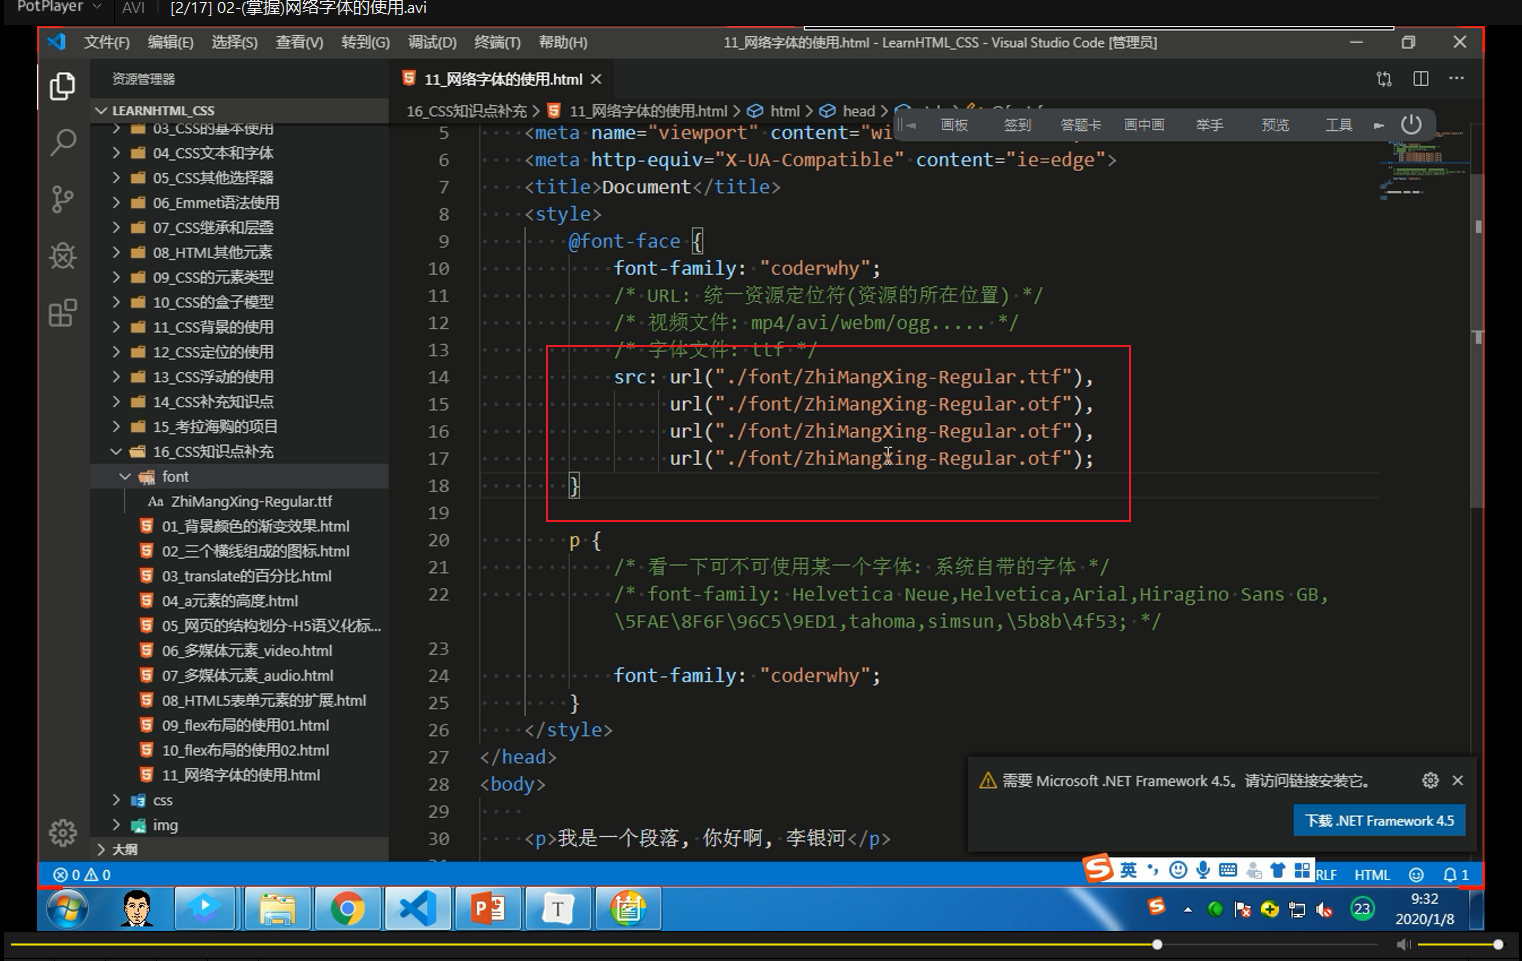 PotPlayer AVI [2/17] 02-(掌握)网络字体的使用.avi
文件(F) 编辑(E) 选择(S) 查看(V) 转到(G) 调试(D) 终端(T) 帮助(H) 11_网络字体的使用.html - LearnHTML_CSS - Visual Studio Code [管理员]
资源管理器
LEARNHTML_CSS
03_CSS的基本使用
04_CSS文本和字体
05_CSS其他选择器
06_Emmet语法使用
07_CSS继承和层叠
08_HTML其他元素
09_CSS的元素类型
10_CSS的盒子模型
11_CSS背景的使用
12_CSS定位的使用
13_CSS浮动的使用
14_CSS补充知识点
15_考拉海购的项目
16_CSS知识点补充
font
Aa ZhiMangXing-Regular.ttf
01_背景颜色的渐变效果.html
02_三个横线组成的图标.html
03_translate的百分比.html
04_a元素的高度.html
05_网页的结构划分-H5语义化标...
06_多媒体元素_video.html
07_多媒体元素_audio.html
08_HTML5表单元素的扩展.html
09_flex布局的使用01.html
10_flex布局的使用02.html
11_网络字体的使用.html
css
img
大纲
11_网络字体的使用.html
16_CSS知识点补充 > 11_网络字体的使用.html > html > head >
画板 签到 答题卡 画中画 举手 预览 工具
5 <meta name="viewport" content="wi
6 <meta http-equiv="X-UA-Compatible" content="ie=edge">
7 <title>Document</title>
8 <style>
9 @font-face {
10 font-family: "coderwhy";
11 /* URL: 统一资源定位符(资源的所在位置) */
12 /* 视频文件: mp4/avi/webm/ogg..... */
13 /* 字体文件: ttf */
14 src: url("./font/ZhiMangXing-Regular.ttf"),
15 url("./font/ZhiMangXing-Regular.otf"),
16 url("./font/ZhiMangXing-Regular.otf"),
17 url("./font/ZhiMangXing-Regular.otf");
18 }
19
20 p {
21 /* 看一下可不可使用某一个字体: 系统自带的字体 */
22 /* font-family: Helvetica Neue,Helvetica,Arial,Hiragino Sans GB,
\5FAE\8F6F\96C5\9ED1,tahoma,simsun,\5b8b\4f53; */
23
24 font-family: "coderwhy";
25 }
26 </style>
27 </head>
28 <body>
29
30 <p>我是一个段落, 你好啊, 李银河</p>
需要 Microsoft .NET Framework 4.5。请访问链接安装它。
下载 .NET Framework 4.5
0 0
英
RLF HTML 1
23
9:32
2020/1/8